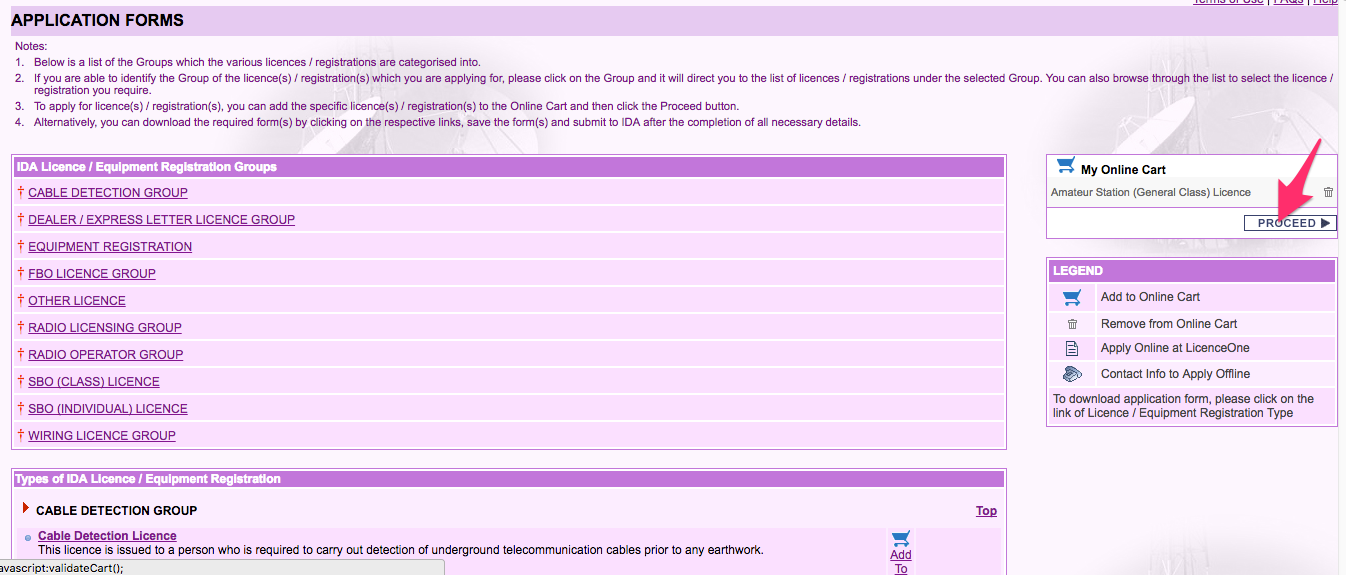 Terms of Use | FAQs | Help
APPLICATION FORMS
Notes:
1. Below is a list of the Groups which the various licences / registrations are categorised into.
2. If you are able to identify the Group of the licence(s) / registration(s) which you are applying for, please click on the Group and it will direct you to the list of licences / registrations under the selected Group. You can also browse through the list to select the licence /
registration you require.
3. To apply for licence(s) / registration(s), you can add the specific licence(s) / registration(s) to the Online Cart and then click the Proceed button.
4. Alternatively, you can download the required form(s) by clicking on the respective links, save the form(s) and submit to IDA after the completion of all necessary details.
IDA Licence / Equipment Registration Groups
† CABLE DETECTION GROUP
† DEALER / EXPRESS LETTER LICENCE GROUP
† EQUIPMENT REGISTRATION
† FBO LICENCE GROUP
† OTHER LICENCE
† RADIO LICENSING GROUP
† RADIO OPERATOR GROUP
† SBO (CLASS) LICENCE
† SBO (INDIVIDUAL) LICENCE
† WIRING LICENCE GROUP
My Online Cart
Amateur Station (General Class) Licence
PROCEED
LEGEND
Add to Online Cart
Remove from Online Cart
Apply Online at LicenceOne
Contact Info to Apply Offline
To download application form, please click on the
link of Licence / Equipment Registration Type
Types of IDA Licence / Equipment Registration
CABLE DETECTION GROUP
Top
Cable Detection Licence
This licence is issued to a person who is required to carry out detection of underground telecommunication cables prior to any earthwork.
Add
To
avascript:validateCart();